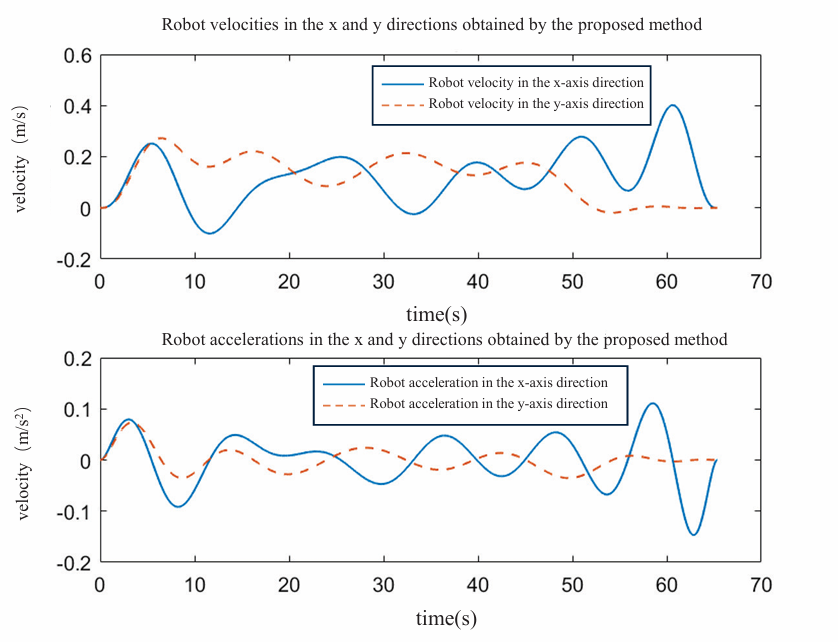 Robot velocities in the x and y directions obtained by the proposed method
0.6
0.4
0.2
0
-0.2
velocity (m/s)
Robot velocity in the x-axis direction
Robot velocity in the y-axis direction
0 10 20 30 40 50 60 70
time(s)
Robot accelerations in the x and y directions obtained by the proposed method
0.2
0.1
0
-0.1
-0.2
velocity (m/s²)
Robot acceleration in the x-axis direction
Robot acceleration in the y-axis direction
0 10 20 30 40 50 60 70
time(s)